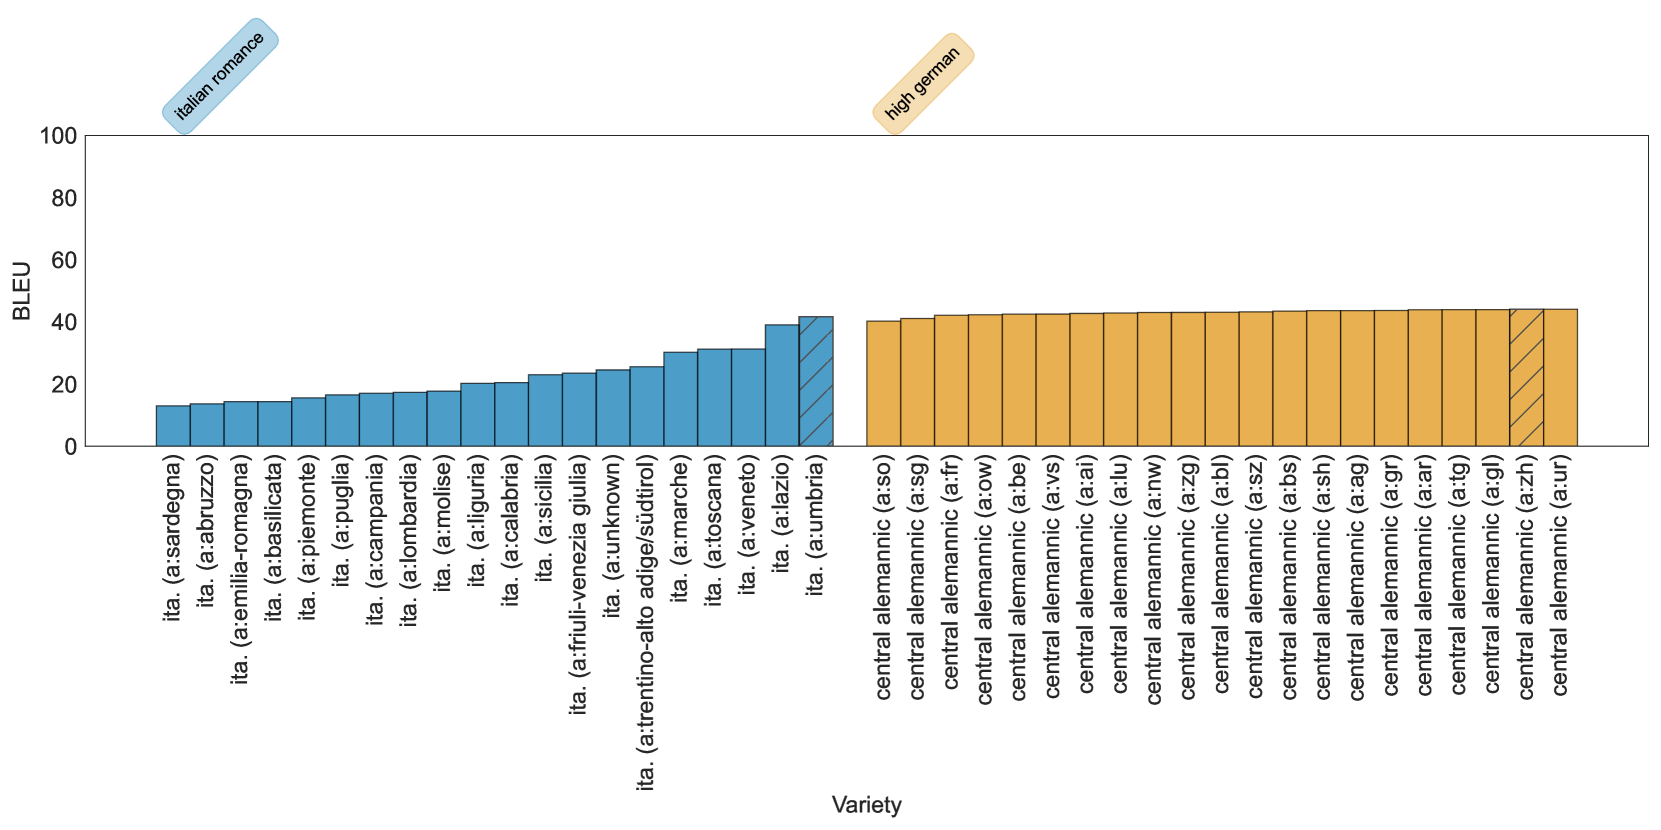 italian romance
high german
100
80
60
40
20
0
BLEU
ita. (a:sardegna)
ita. (a:abruzzo)
ita. (a:emilia-romagna)
ita. (a:basilicata)
ita. (a:piemonte)
ita. (a:puglia)
ita. (a:campania)
ita. (a:lombardia)
ita. (a:molise)
ita. (a:liguria)
ita. (a:calabria)
ita. (a:sicilia)
ita. (a:friuli-venezia giulia)
ita. (a:unknown)
ita. (a:trentino-alto adige/südtirol)
ita. (a:marche)
ita. (a:toscana)
ita. (a:veneto)
ita. (a:lazio)
ita. (a:umbria)
central alemannic (a:so)
central alemannic (a:sg)
central alemannic (a:fr)
central alemannic (a:ow)
central alemannic (a:be)
central alemannic (a:vs)
central alemannic (a:ai)
central alemannic (a:lu)
central alemannic (a:nw)
central alemannic (a:zg)
central alemannic (a:bl)
central alemannic (a:sz)
central alemannic (a:bs)
central alemannic (a:sh)
central alemannic (a:ag)
central alemannic (a:gr)
central alemannic (a:ar)
central alemannic (a:tg)
central alemannic (a:gl)
central alemannic (a:zh)
central alemannic (a:ur)
Variety